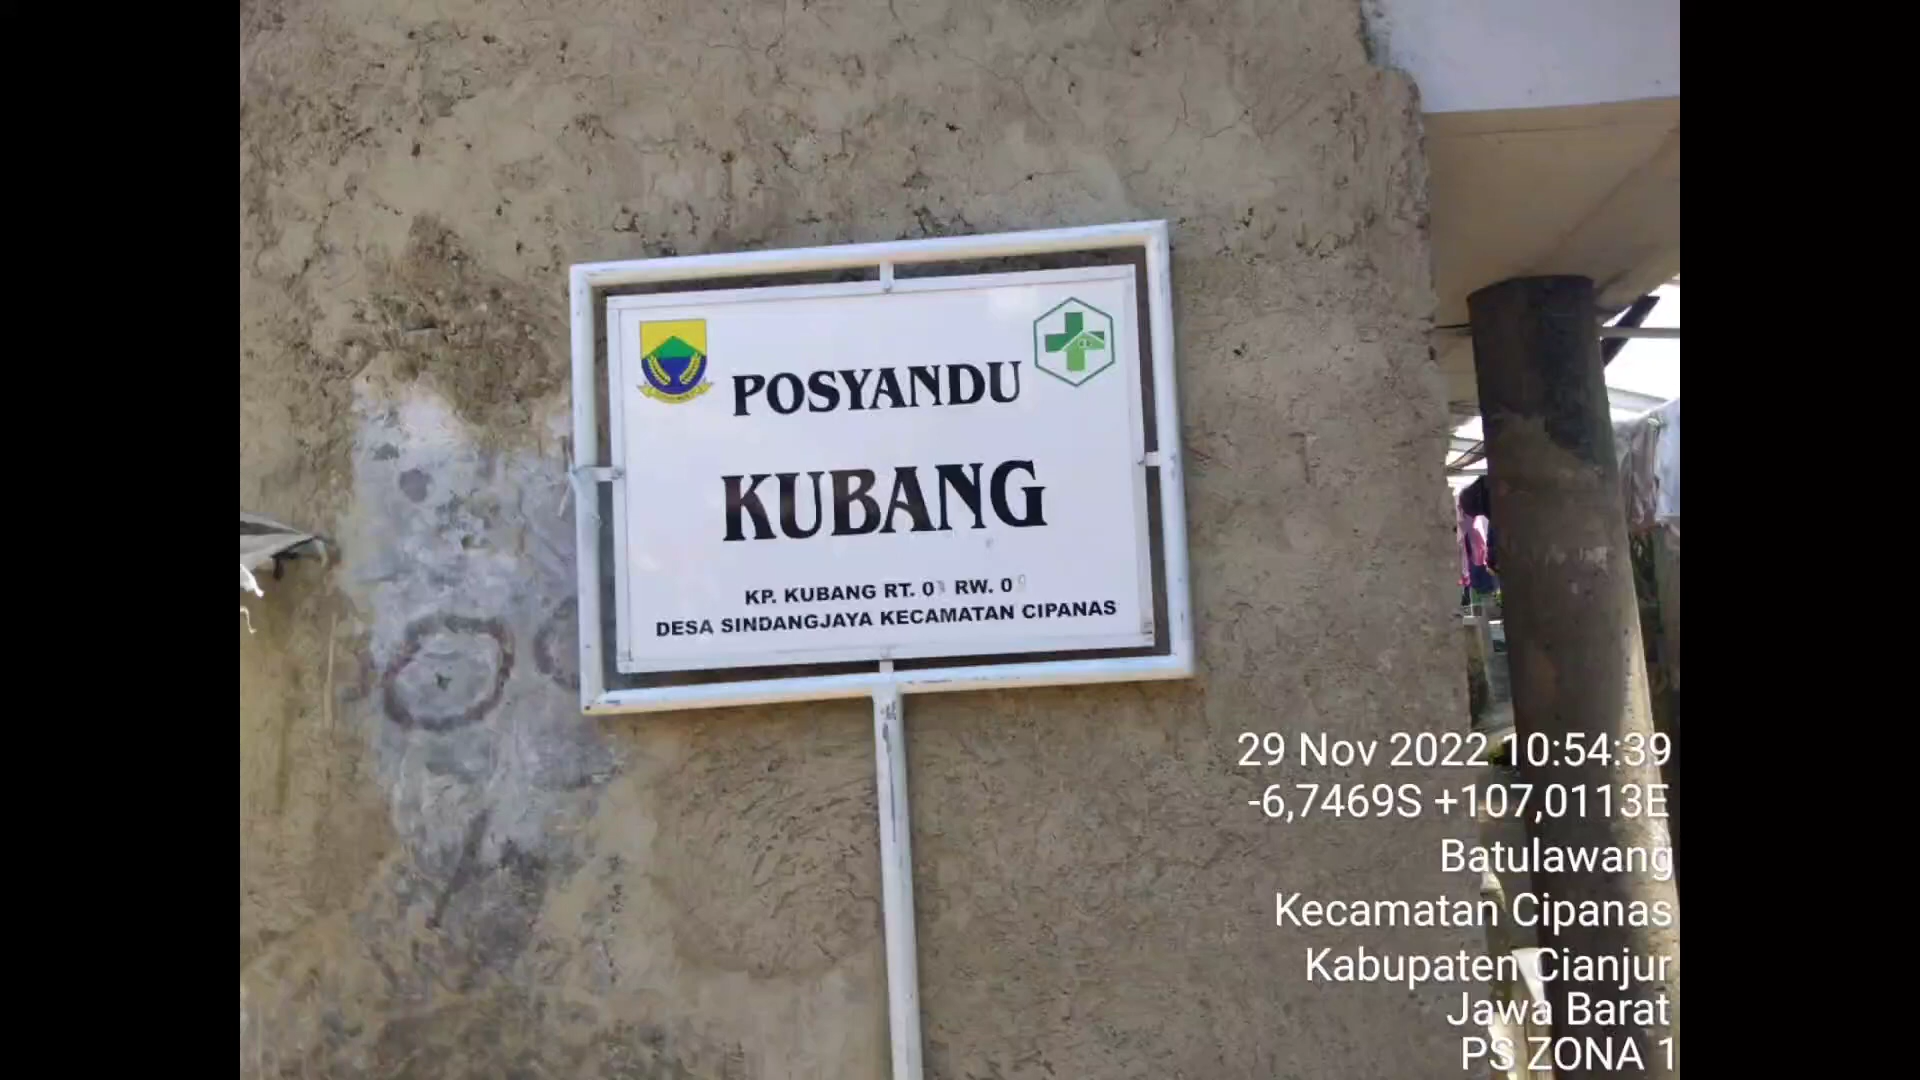 POSYANDU
KUBANG
KP. KUBANG RT. 0 RW. 0
DESA SINDANGJAYA KECAMATAN CIPANAS
29 Nov 2022 10:54:39
-6,7469S +107,0113E
Batulawang
Kecamatan Cipanas
Kabupaten Cianjur
Jawa Barat
PS ZONA 1